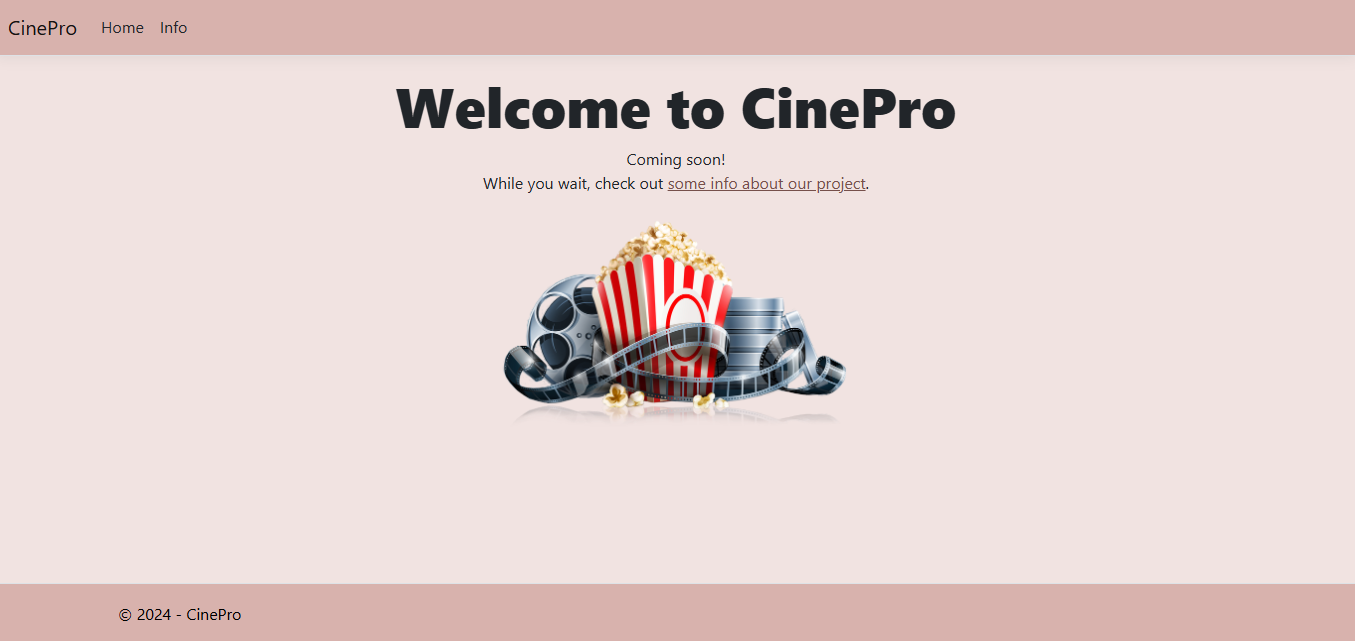 CinePro Home Info
Welcome to CinePro
Coming soon!
While you wait, check out some info about our project.
© 2024 - CinePro